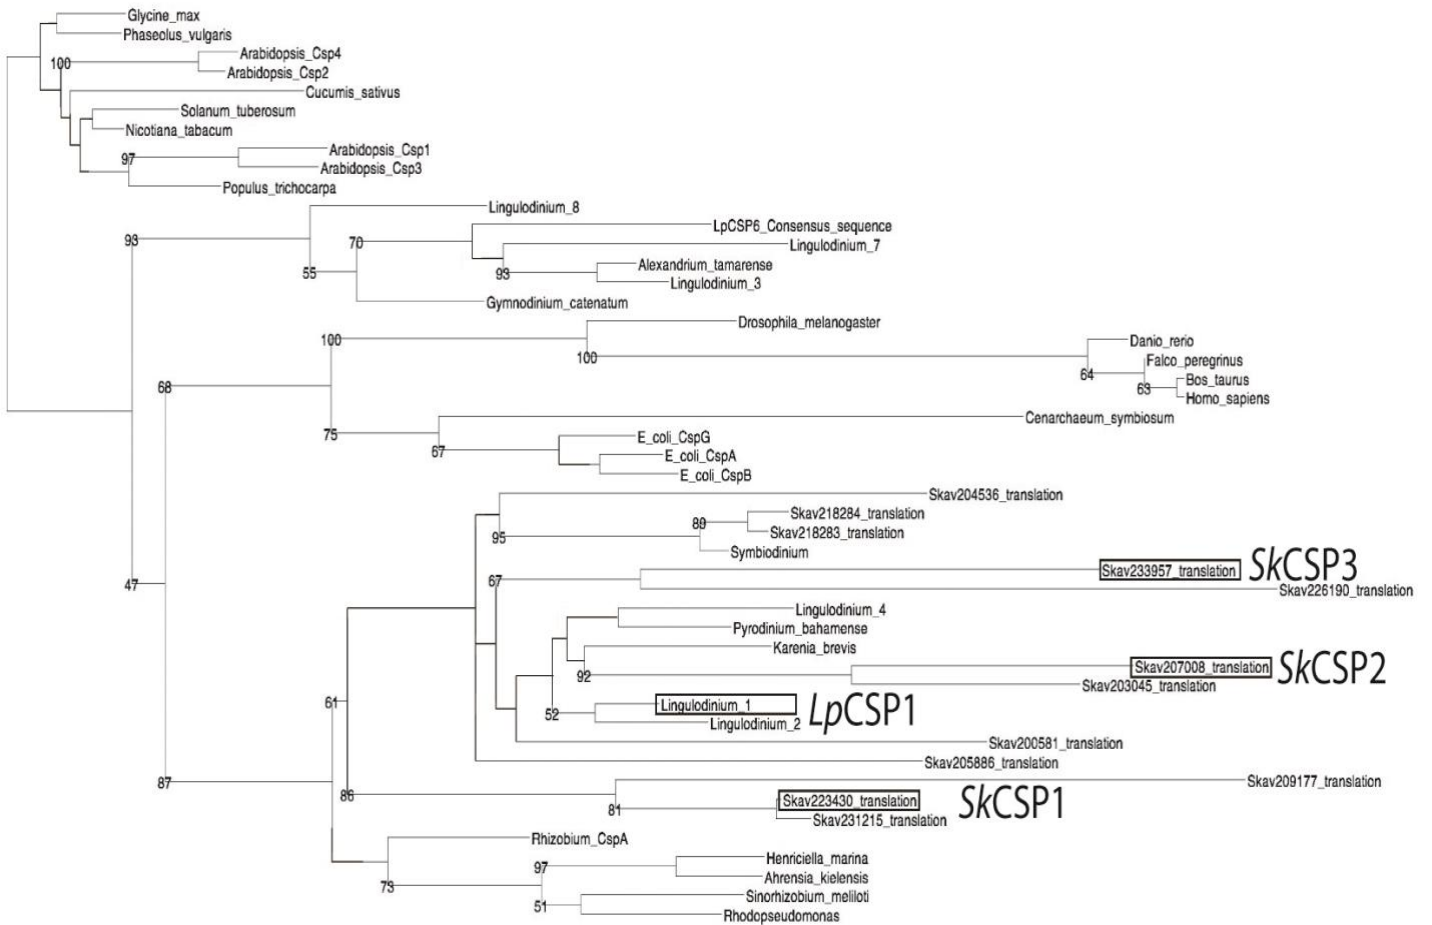 Glycine_max
Phaseolus_vulgaris
Arabidopsis_Csp4
100
Arabidopsis_Csp2
Cucumis_sativus
Solanum_tuberosum
Nicotiana_tabacum
Arabidopsis_Csp1
97
Arabidopsis_Csp3
Populus_trichocarpa
Lingulodinium_8
LpCSP6_Consensus_sequence
93
70
Lingulodinium_7
Alexandrium_tamarense
55
93
Lingulodinium_3
Gymnodinium_catenatum
Drosophila_melanogaster
100
Danio_rerio
100
Falco_peregrinus
64
Bos_taurus
68
63
Homo_sapiens
Cenarchaeum_symbiosum
75
E_coli_CspG
67
E_coli_CspA
E_coli_CspB
Skav204536_translation
Skav218284_translation
89
Skav218283_translation
95
Symbiodinium
Skav233957_translation SkCSP3
67
47
Skav226190_translation
Lingulodinium_4
Pyrodinium_bahamense
Karenia_brevis
Skav207008_translation SkCSP2
92
Skav203045_translation
61
Lingulodinium_1 LpCSP1
52
Lingulodinium_2
Skav200581_translation
Skav205886_translation
87
Skav209177_translation
86
Skav223430_translation SkCSP1
81
Skav231215_translation
Rhizobium_CspA
Henriciella_marina
97
Ahrensia_kielensis
73
Sinorhizobium_meliloti
51
Rhodopseudomonas